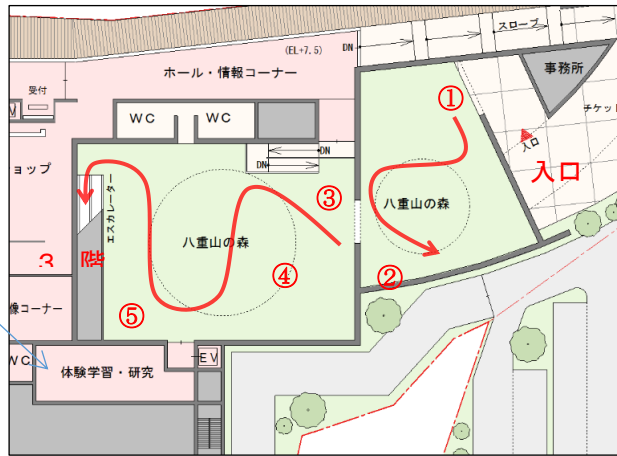 スロープ
(EL+7.5)
DN
事務所
ホール・情報コーナー
受付
①
チケット
WC
WC
入口
入口
DN
DN
ョップ
エスカレーター
③
八重山の森
八重山の森
3
階
④
②
⑤
像コーナー
WC
体験学習・研究
EV